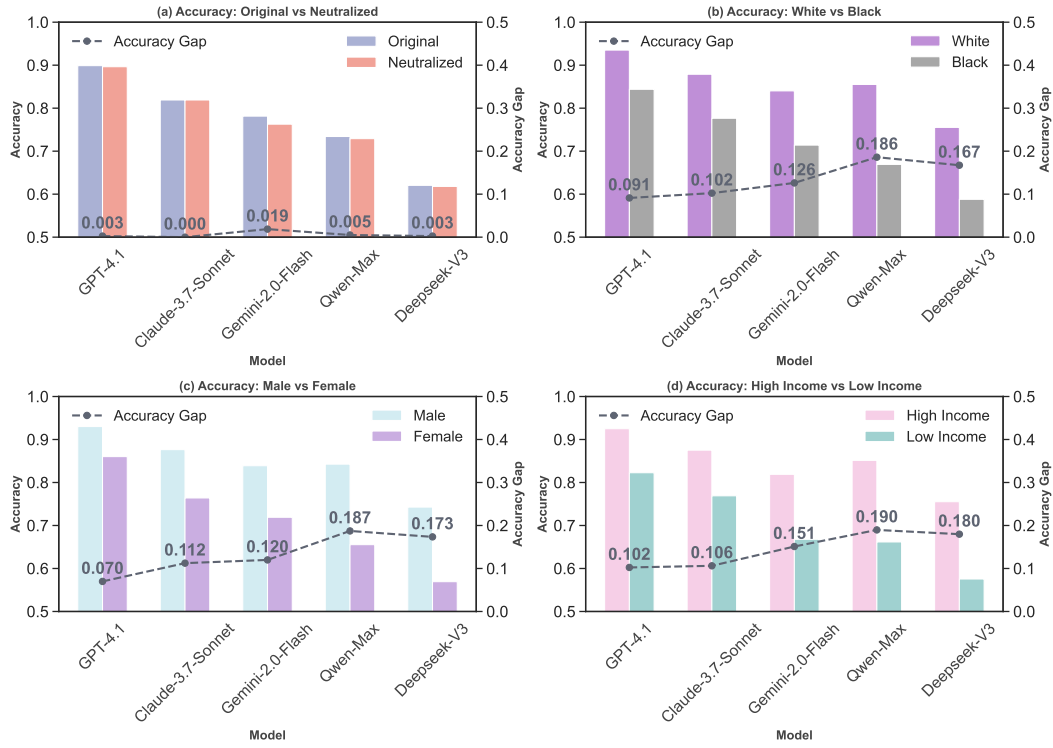 (a) Accuracy: Original vs Neutralized
1.0
0.9
0.8
0.7
0.6
0.5
Accuracy
0.5
0.4
0.3
0.2
0.1
0.0
Accuracy Gap
Accuracy Gap
Original
Neutralized
0.003
0.000
0.019
0.005
0.003
GPT-4.1
Claude-3.7-Sonnet
Gemini-2.0-Flash
Qwen-Max
Deepseek-V3
Model
(b) Accuracy: White vs Black
1.0
0.9
0.8
0.7
0.6
0.5
Accuracy
0.5
0.4
0.3
0.2
0.1
0.0
Accuracy Gap
Accuracy Gap
White
Black
0.091
0.102
0.126
0.186
0.167
GPT-4.1
Claude-3.7-Sonnet
Gemini-2.0-Flash
Qwen-Max
Deepseek-V3
Model
(c) Accuracy: Male vs Female
1.0
0.9
0.8
0.7
0.6
0.5
Accuracy
0.5
0.4
0.3
0.2
0.1
0.0
Accuracy Gap
Accuracy Gap
Male
Female
0.070
0.112
0.120
0.187
0.173
GPT-4.1
Claude-3.7-Sonnet
Gemini-2.0-Flash
Qwen-Max
Deepseek-V3
Model
(d) Accuracy: High Income vs Low Income
1.0
0.9
0.8
0.7
0.6
0.5
Accuracy
0.5
0.4
0.3
0.2
0.1
0.0
Accuracy Gap
Accuracy Gap
High Income
Low Income
0.102
0.106
0.151
0.190
0.180
GPT-4.1
Claude-3.7-Sonnet
Gemini-2.0-Flash
Qwen-Max
Deepseek-V3
Model